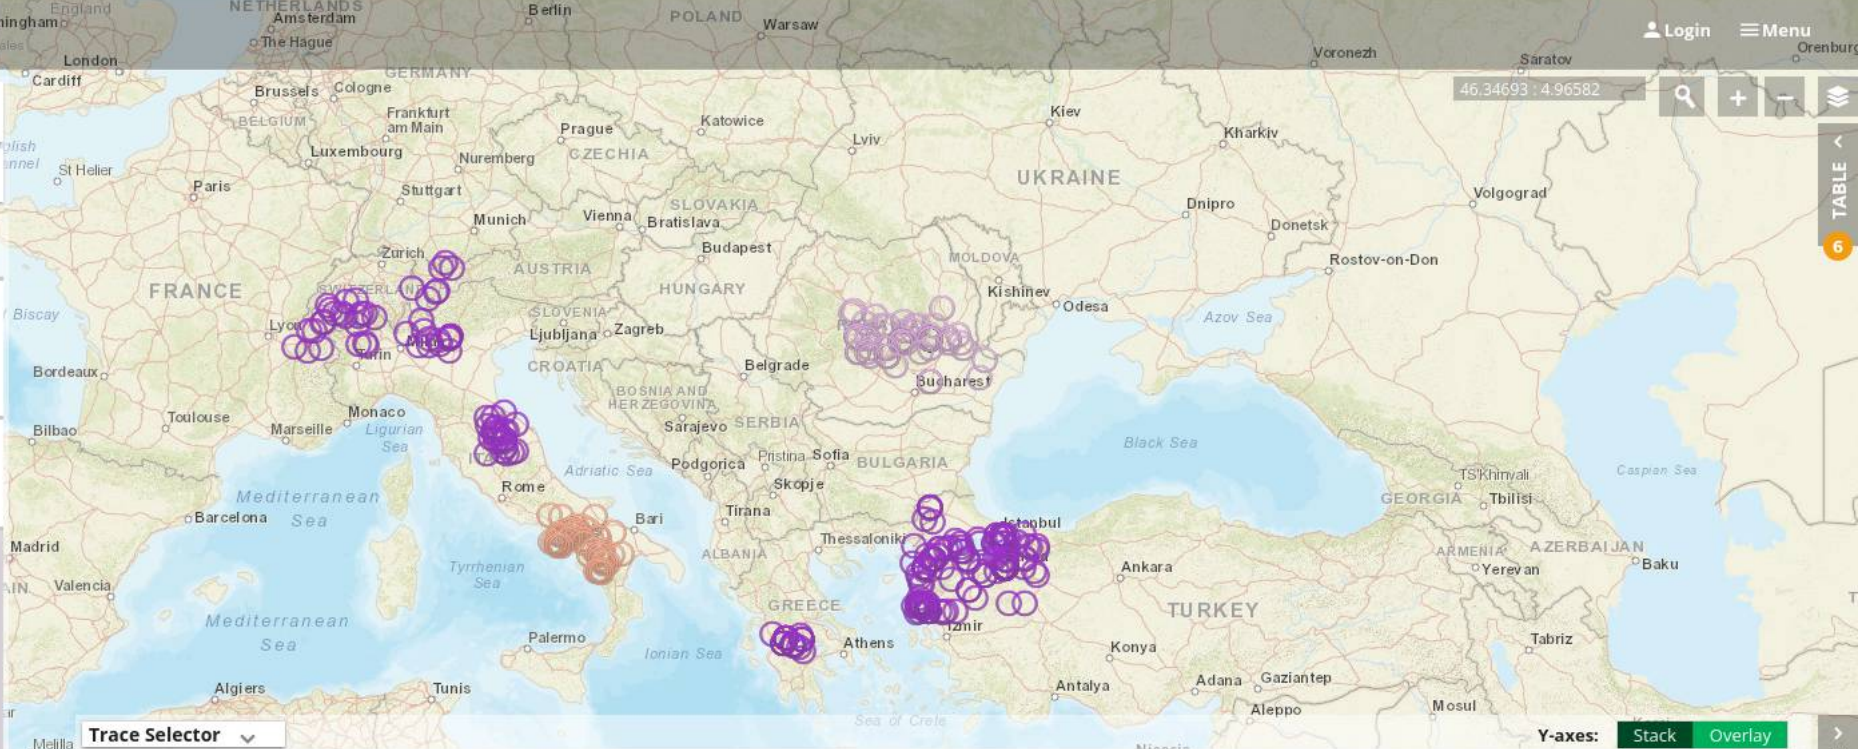 England
NETHERLANDS
Berlin
POLAND
Warsaw
Amsterdam
The Hague
Login
Menu
London
Cardiff
Voronezh
Saratov
GERMANY
Brussels
Cologne
46.34693 : 4.96582
Frankfurt
am Main
BELGIUM
Prague
Katowice
Kiev
Kharkiv
Lviv
Luxembourg
Nuremberg
CZECHIA
St Helier
Paris
Stuttgart
UKRAINE
Volgograd
TABLE
6
SLOVAKIA
Dnipro
Munich
Vienna
Bratislava
Donetsk
Budapest
Zurich
MOLDOVA
Rostov-on-Don
AUSTRIA
FRANCE
HUNGARY
Kishinev
Odesa
Biscay
SLOVENIA
Azov Sea
Lyon
Ljubljana
Zagreb
Turin
Belgrade
CROATIA
Bordeaux
Bucharest
BOSNIA AND
HERZEGOVINA
Toulouse
Monaco
Marseille
Ligurian
Sea
Sarajevo
SERBIA
Bilbao
Black Sea
Pristina
Sofia
Podgorica
BULGARIA
Adriatic Sea
Caspian Sea
Skopje
Rome
GEORGIA
Tbilisi
Mediterranean
Sea
Barcelona
Bari
Tirana
Istanbul
Thessaloniki
Madrid
ALBANIA
ARMENIA
AZERBAIJAN
Yerevan
Baku
Tyrrhenian
Sea
Ankara
Valencia
GREECE
TURKEY
Mediterranean
Sea
Izmir
Palermo
Athens
Ionian Sea
Konya
Tabriz
Algiers
Tunis
Antalya
Adana
Gaziantep
Aleppo
Mosul
Sea of Crete
Trace Selector
Y-axes:
Stack
Overlay
Melilla